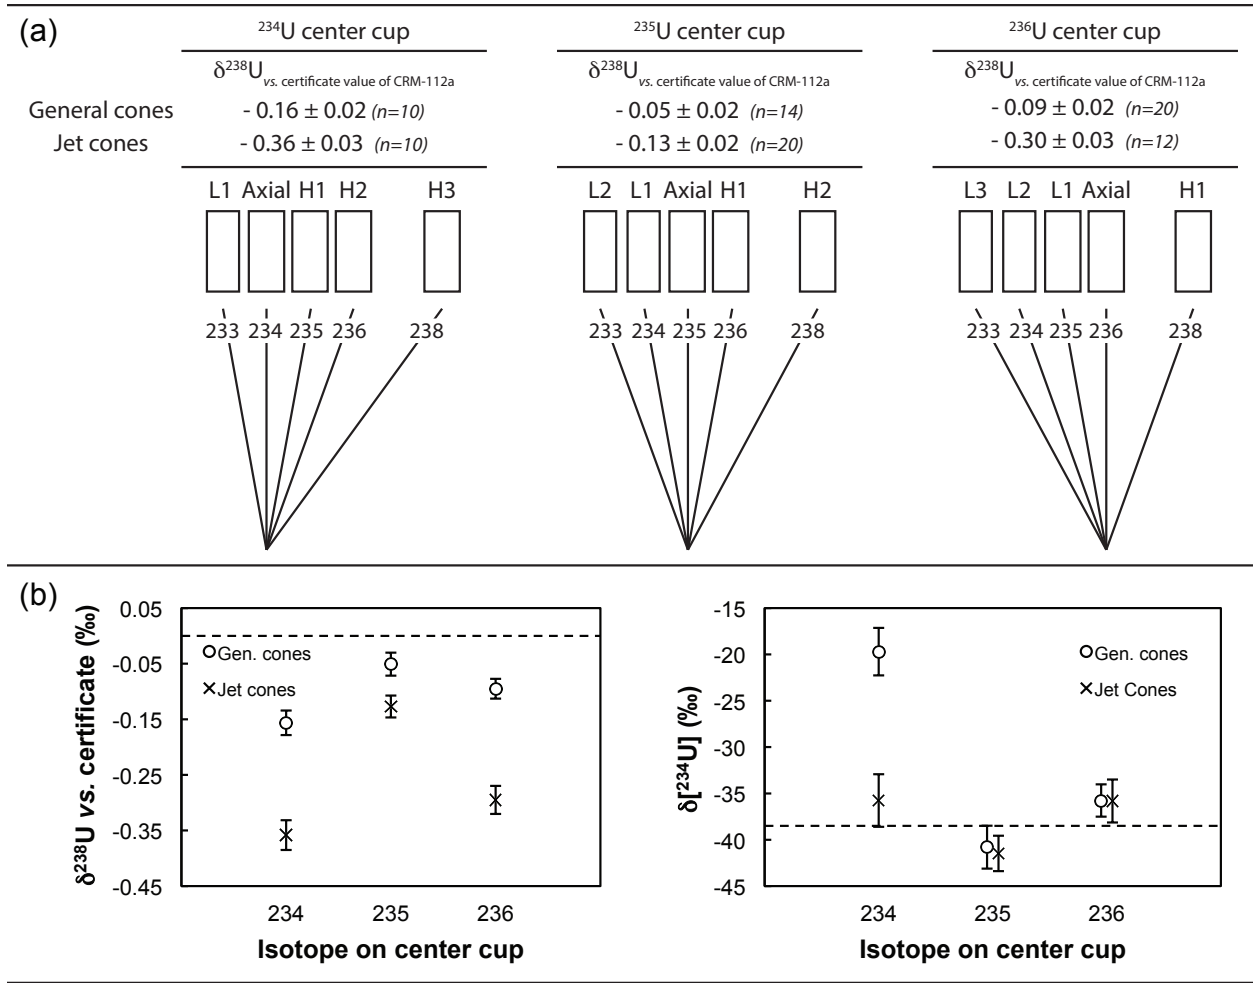 (a)
²³⁴U center cup ²³⁵U center cup ²³⁶U center cup
δ²³⁸U vs. certificate value of CRM-112a δ²³⁸U vs. certificate value of CRM-112a δ²³⁸U vs. certificate value of CRM-112a
General cones - 0.16 ± 0.02 (n=10) - 0.05 ± 0.02 (n=14) - 0.09 ± 0.02 (n=20)
Jet cones - 0.36 ± 0.03 (n=10) - 0.13 ± 0.02 (n=20) - 0.30 ± 0.03 (n=12)
L1 Axial H1 H2 H3 L2 L1 Axial H1 H2 L3 L2 L1 Axial H1
233 234 235 236 238 233 234 235 236 238 233 234 235 236 238
(b)
δ²³⁸U vs. certificate (‰)
0.05
-0.05
-0.15
-0.25
-0.35
-0.45
Gen. cones
Jet cones
234 235 236
Isotope on center cup
δ[²³⁴U] (‰)
-15
-20
-25
-30
-35
-40
-45
Gen. cones
Jet Cones
234 235 236
Isotope on center cup